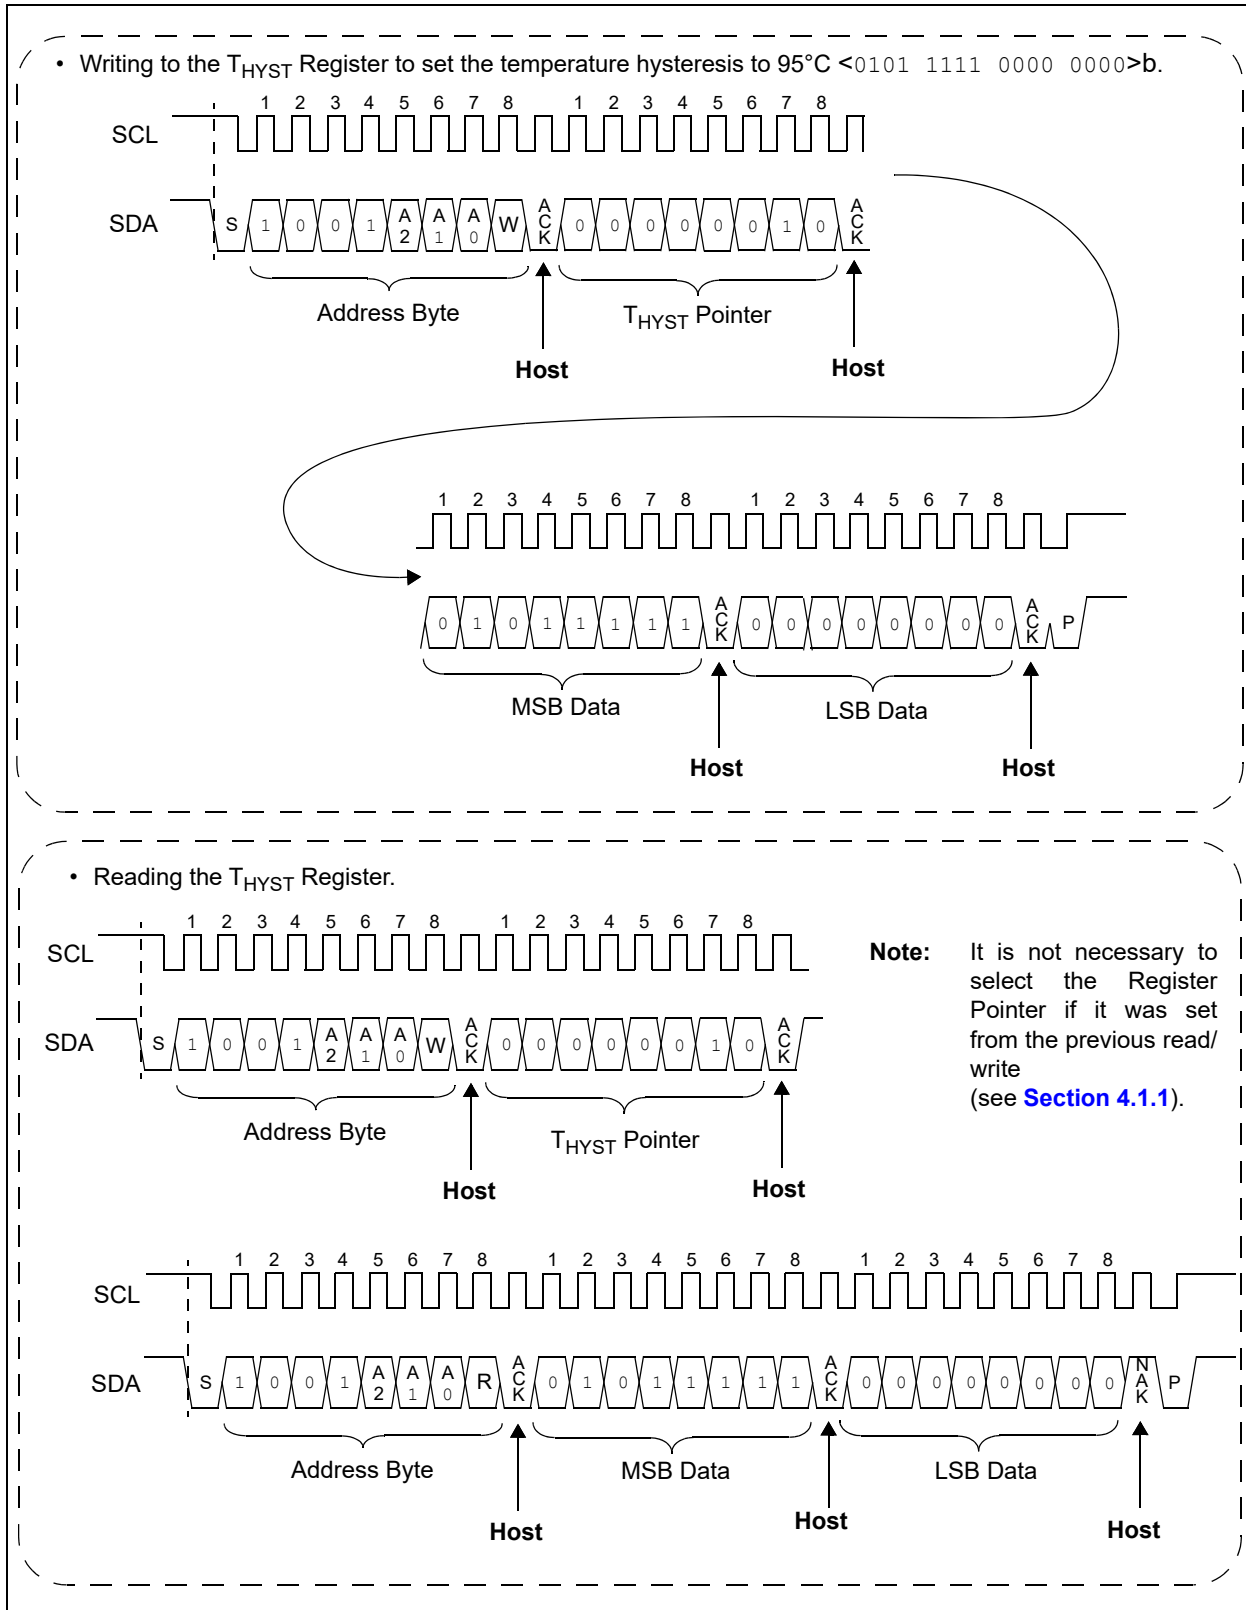 • Writing to the THYST Register to set the temperature hysteresis to 95°C <0101 1111 0000 0000>b.
1 2 3 4 5 6 7 8 1 2 3 4 5 6 7 8
SCL
SDA S 1 0 0 1 A2 A1 A0 W ACK 0 0 0 0 0 0 1 0 ACK
Address Byte THYST Pointer
Host Host
1 2 3 4 5 6 7 8 1 2 3 4 5 6 7 8
0 1 0 1 1 1 1 1 ACK 0 0 0 0 0 0 0 0 ACK P
MSB Data LSB Data
Host Host
• Reading the THYST Register.
1 2 3 4 5 6 7 8 1 2 3 4 5 6 7 8
SCL
SDA S 1 0 0 1 A2 A1 A0 W ACK 0 0 0 0 0 0 1 0 ACK
Address Byte THYST Pointer
Host Host
Note: It is not necessary to
select the Register
Pointer if it was set
from the previous read/
write
(see Section 4.1.1).
1 2 3 4 5 6 7 8 1 2 3 4 5 6 7 8 1 2 3 4 5 6 7 8
SCL
SDA S 1 0 0 1 A2 A1 A0 R ACK 0 1 0 1 1 1 1 1 ACK 0 0 0 0 0 0 0 0 NAK P
Address Byte MSB Data LSB Data
Host Host Host